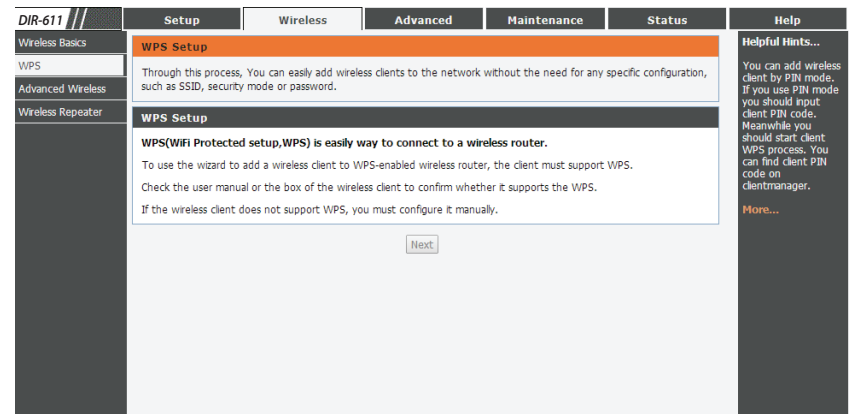 DIR-611
Setup
Wireless
Advanced
Maintenance
Status
Help
Wireless Basics
WPS
Advanced Wireless
Wireless Repeater
WPS Setup
Through this process, You can easily add wireless clients to the network without the need for any specific configuration,
such as SSID, security mode or password.
WPS Setup
WPS(WiFi Protected setup,WPS) is easily way to connect to a wireless router.
To use the wizard to add a wireless client to WPS-enabled wireless router, the client must support WPS.
Check the user manual or the box of the wireless client to confirm whether it supports the WPS.
If the wireless client does not support WPS, you must configure it manually.
Next
Helpful Hints...
You can add wireless
client by PIN mode.
If you use PIN mode
you should input
client PIN code.
Meanwhile you
should start client
WPS process. You
can find client PIN
code on
clientmanager.
More...